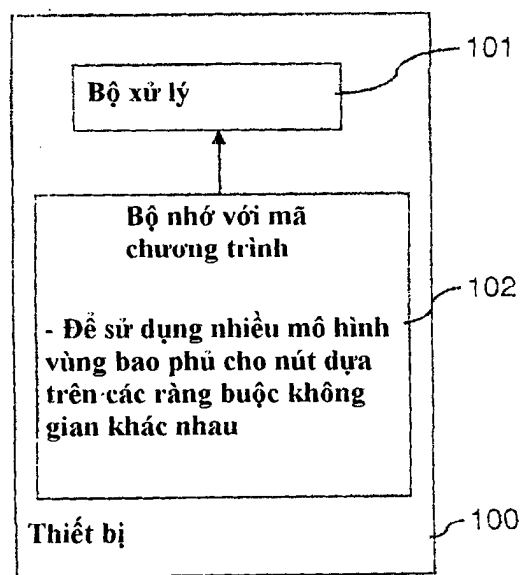 101
Bộ xử lý
Bộ nhớ với mã
chương trình
102
- Để sử dụng nhiều mô hình
vùng bao phủ cho nút dựa
trên các ràng buộc không
gian khác nhau
Thiết bị
100